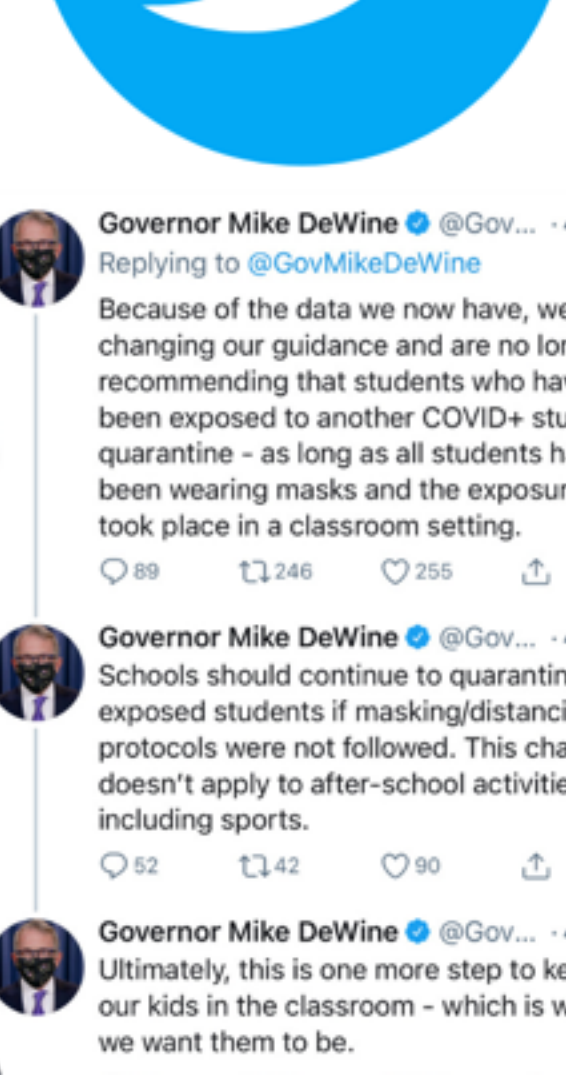 Governor Mike DeWine @Gov... ·
Replying to @GovMikeDeWine
Because of the data we now have, we
changing our guidance and are no lon
recommending that students who hav
been exposed to another COVID+ stu
quarantine - as long as all students ha
been wearing masks and the exposur
took place in a classroom setting.
89 246 255
Governor Mike DeWine @Gov... ·
Schools should continue to quarantin
exposed students if masking/distanci
protocols were not followed. This cha
doesn't apply to after-school activitie
including sports.
52 42 90
Governor Mike DeWine @Gov... ·
Ultimately, this is one more step to ke
our kids in the classroom - which is w
we want them to be.